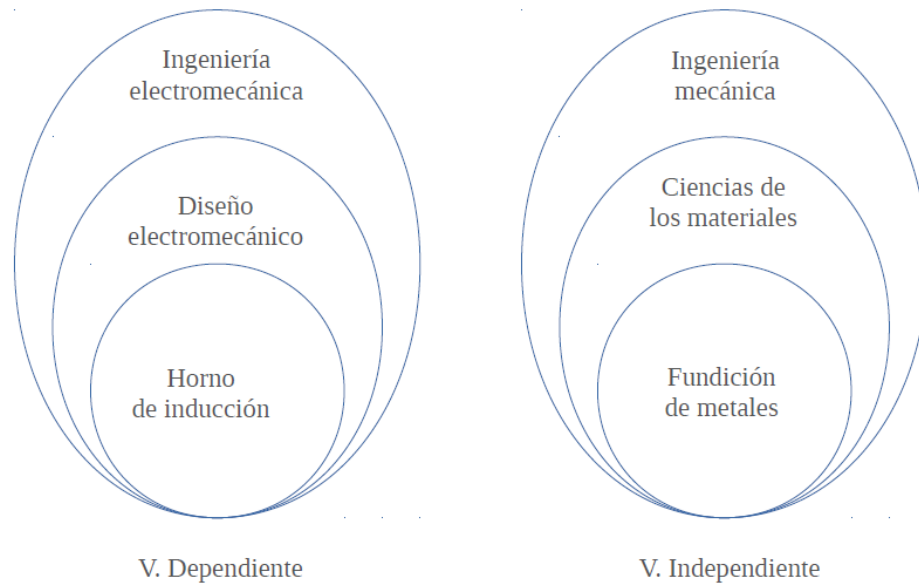 Ingeniería
electromecánica
Diseño
electromecánico
Horno
de inducción
V. Dependiente
Ingeniería
mecánica
Ciencias de
los materiales
Fundición
de metales
V. Independiente